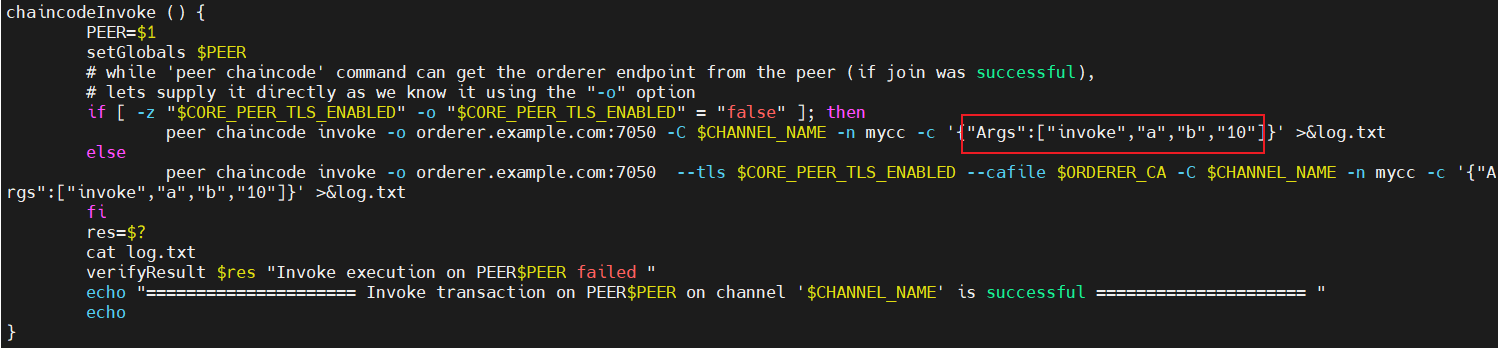 chaincodeInvoke () {
        PEER=$1
        setGlobals $PEER
        # while 'peer chaincode' command can get the orderer endpoint from the peer (if join was successful),
        # lets supply it directly as we know it using the "-o" option
        if [ -z "$CORE_PEER_TLS_ENABLED" -o "$CORE_PEER_TLS_ENABLED" = "false" ]; then
                peer chaincode invoke -o orderer.example.com:7050 -C $CHANNEL_NAME -n mycc -c '{"Args":["invoke","a","b","10"]}' >&log.txt
        else
                peer chaincode invoke -o orderer.example.com:7050  --tls $CORE_PEER_TLS_ENABLED --cafile $ORDERER_CA -C $CHANNEL_NAME -n mycc -c '{"A
rgs":["invoke","a","b","10"]}' >&log.txt
        fi
        res=$?
        cat log.txt
        verifyResult $res "Invoke execution on PEER$PEER failed "
        echo "===================== Invoke transaction on PEER$PEER on channel '$CHANNEL_NAME' is successful ===================== "
        echo
}